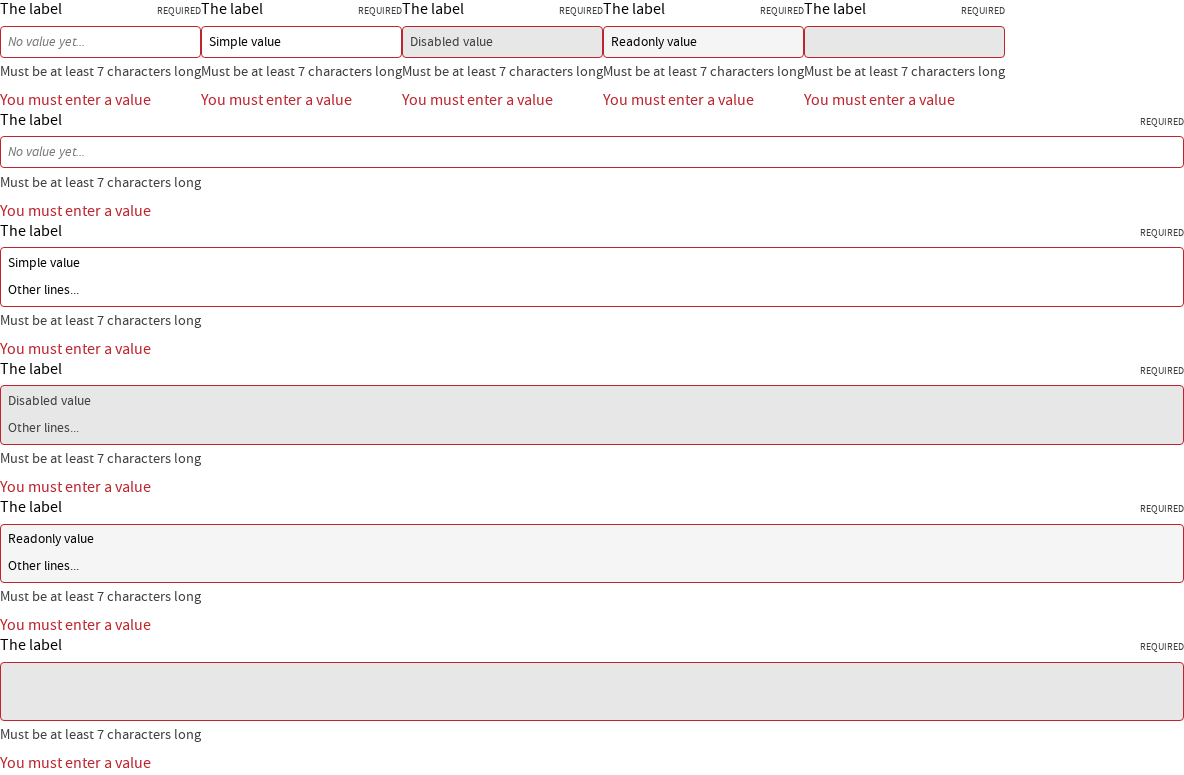 The label REQUIRED The label REQUIRED The label REQUIRED The label REQUIRED The label REQUIRED
No value yet... Simple value Disabled value Readonly value
Must be at least 7 characters long Must be at least 7 characters long Must be at least 7 characters long Must be at least 7 characters long Must be at least 7 characters long
You must enter a value You must enter a value You must enter a value You must enter a value You must enter a value
The label REQUIRED
No value yet...
Must be at least 7 characters long
You must enter a value
The label REQUIRED
Simple value
Other lines...
Must be at least 7 characters long
You must enter a value
The label REQUIRED
Disabled value
Other lines...
Must be at least 7 characters long
You must enter a value
The label REQUIRED
Readonly value
Other lines...
Must be at least 7 characters long
You must enter a value
The label REQUIRED
Must be at least 7 characters long
You must enter a value